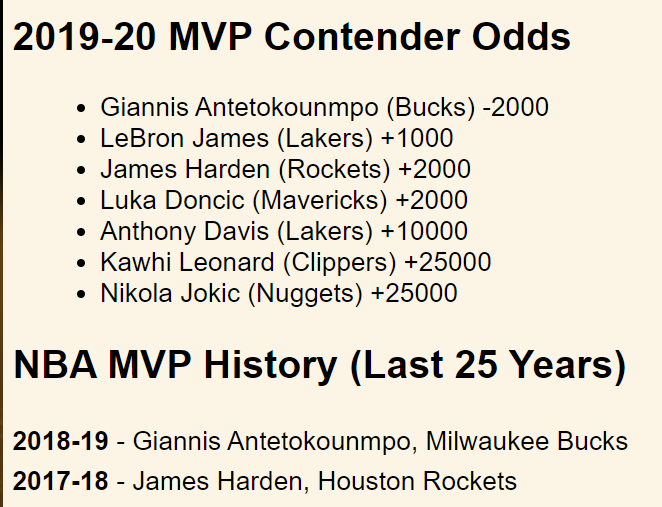 2019-20 MVP Contender Odds
• Giannis Antetokounmpo (Bucks) -2000
• LeBron James (Lakers) +1000
• James Harden (Rockets) +2000
• Luka Doncic (Mavericks) +2000
• Anthony Davis (Lakers) +10000
• Kawhi Leonard (Clippers) +25000
• Nikola Jokic (Nuggets) +25000
NBA MVP History (Last 25 Years)
2018-19 - Giannis Antetokounmpo, Milwaukee Bucks
2017-18 - James Harden, Houston Rockets